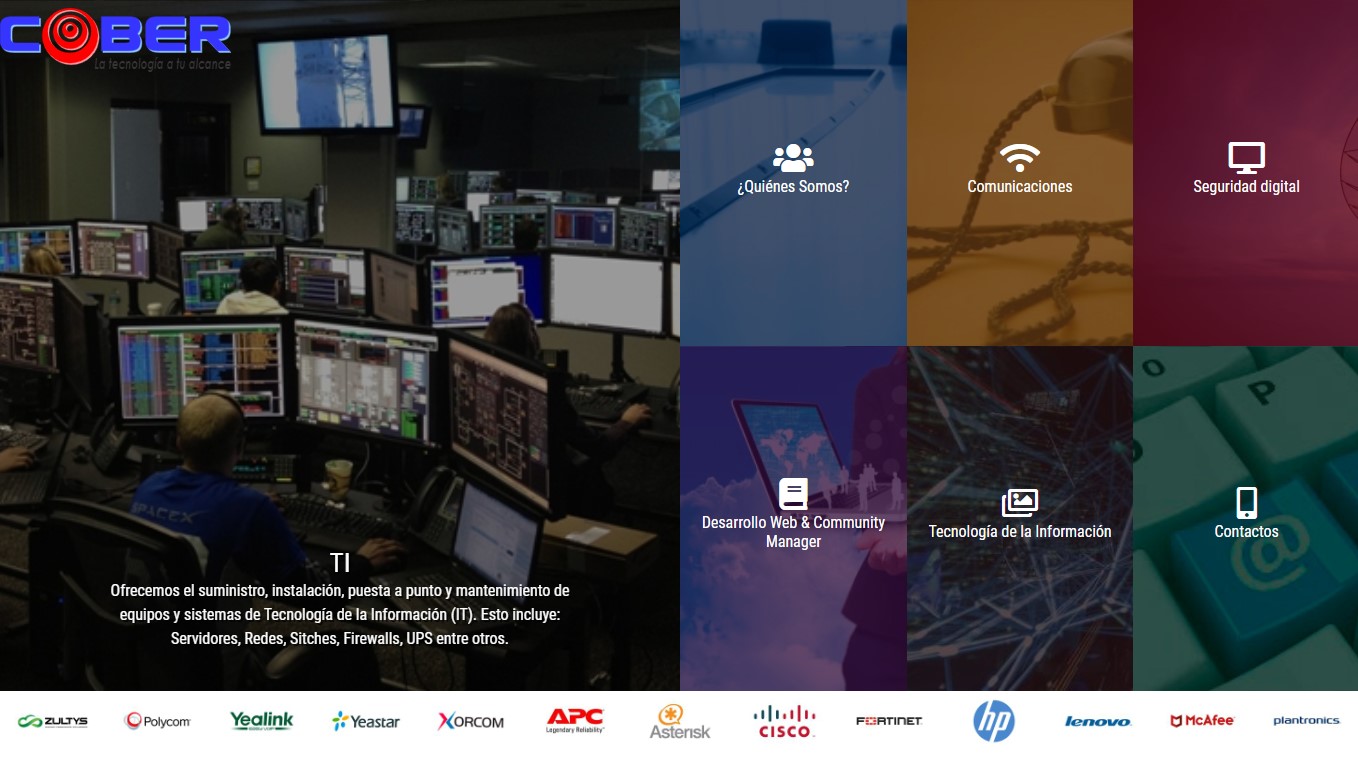 COBER
La tecnología a tu alcance
¿Quiénes Somos?
Comunicaciones
Seguridad digital
SPACEX
TI
Ofrecemos el suministro, instalación, puesta a punto y mantenimiento de
equipos y sistemas de Tecnología de la Información (IT). Esto incluye:
Servidores, Redes, Sitches, Firewalls, UPS entre otros.
Desarrollo Web & Community
Manager
Tecnología de la Información
Contactos
O
P
@
ZULTYS
Polycom
Yealink
Yeastar
XORCOM
APC
Legendary Reliability
Asterisk
CISCO
FORTINET
hp
lenovo
McAfee
plantronics